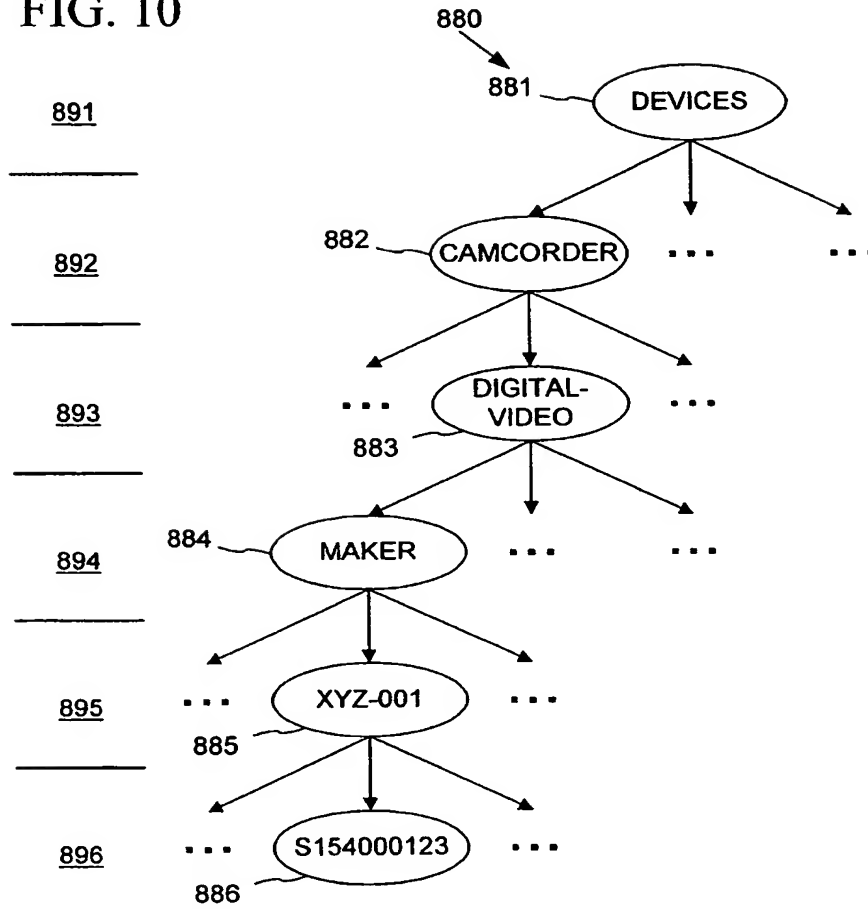 FIG. 10
880
881
DEVICES
891
882
CAMCORDER
...
...
892
...
DIGITAL-
VIDEO
...
893
883
884
MAKER
...
...
894
...
XYZ-001
...
895
885
...
S154000123
...
896
886